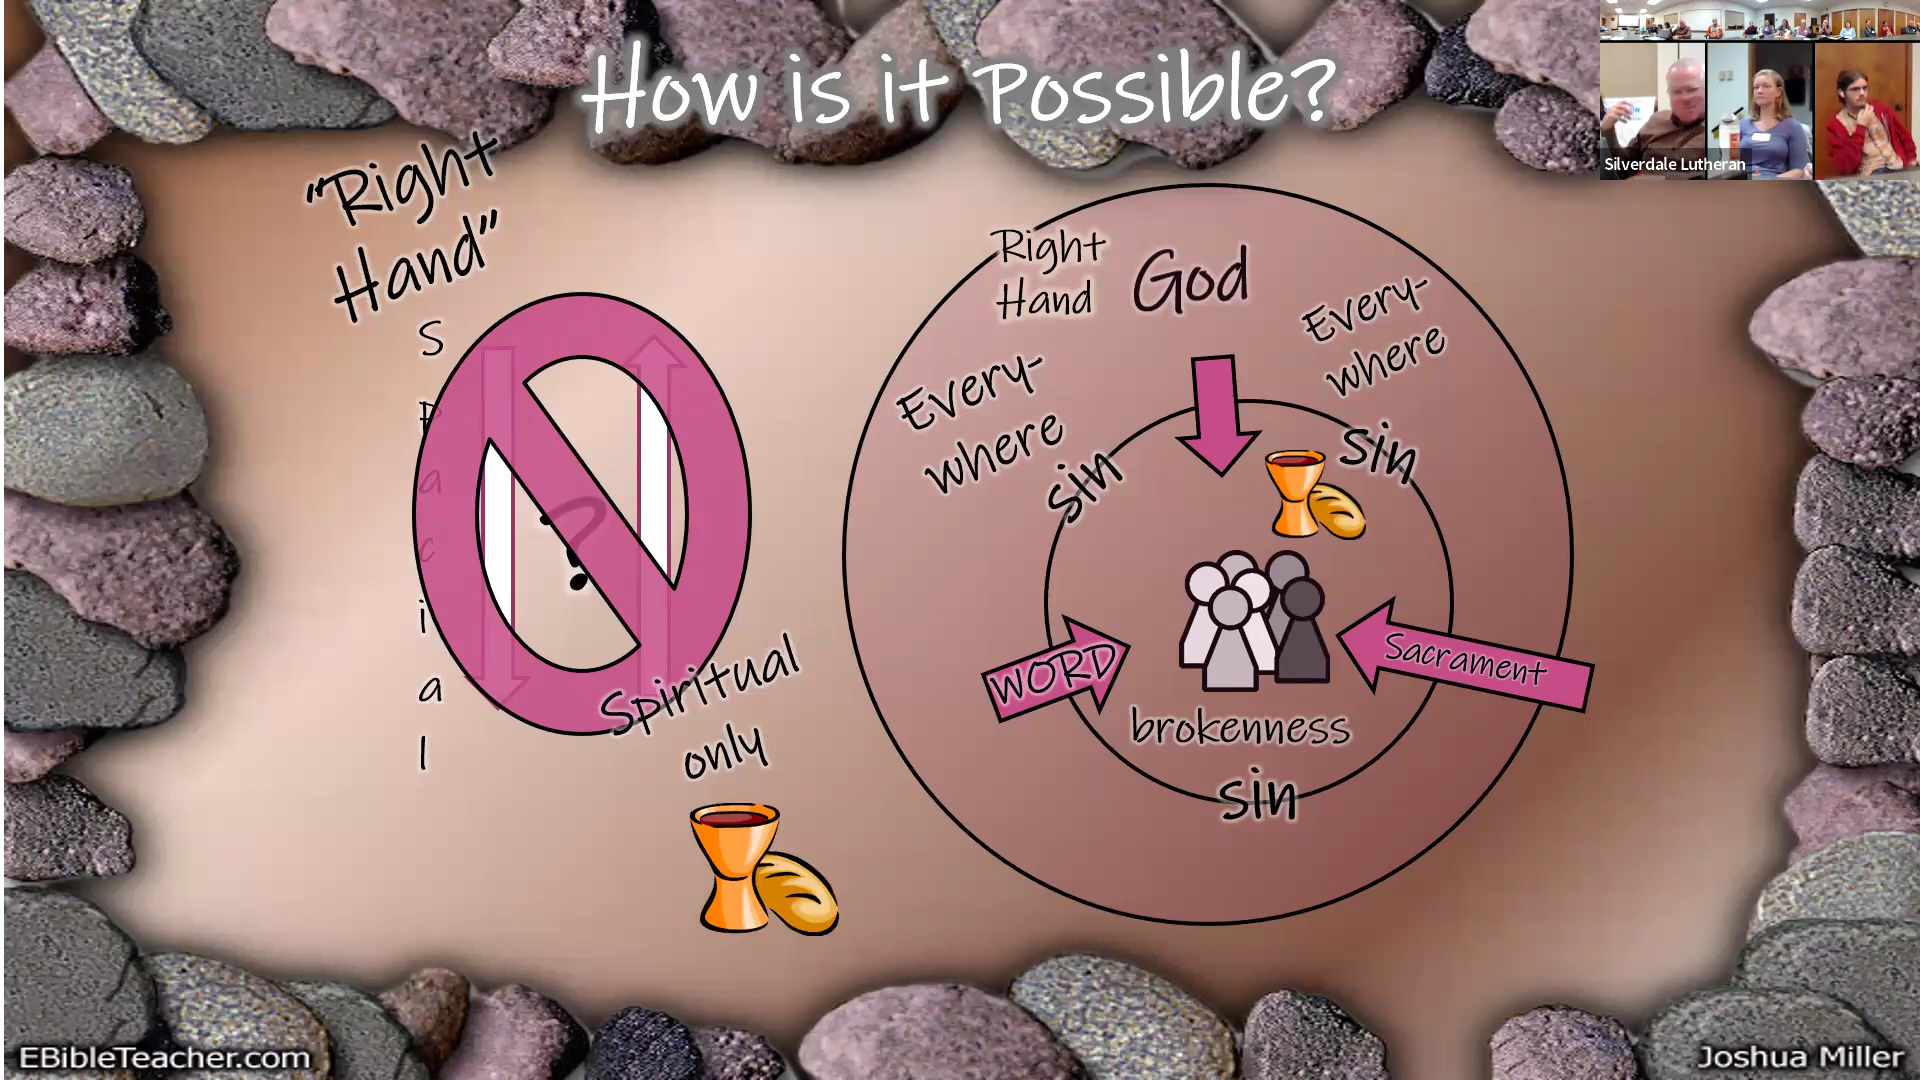 How is it Possible?
Silverdale Lutheran
"Right
Hand"
S
P
a
c
i
a
l
?
Spiritual
only
Right
Hand
God
Every-
where
Every-
where
sin
sin
WORD
Sacrament
brokenness
sin
EBibleTeacher.com
Joshua Miller